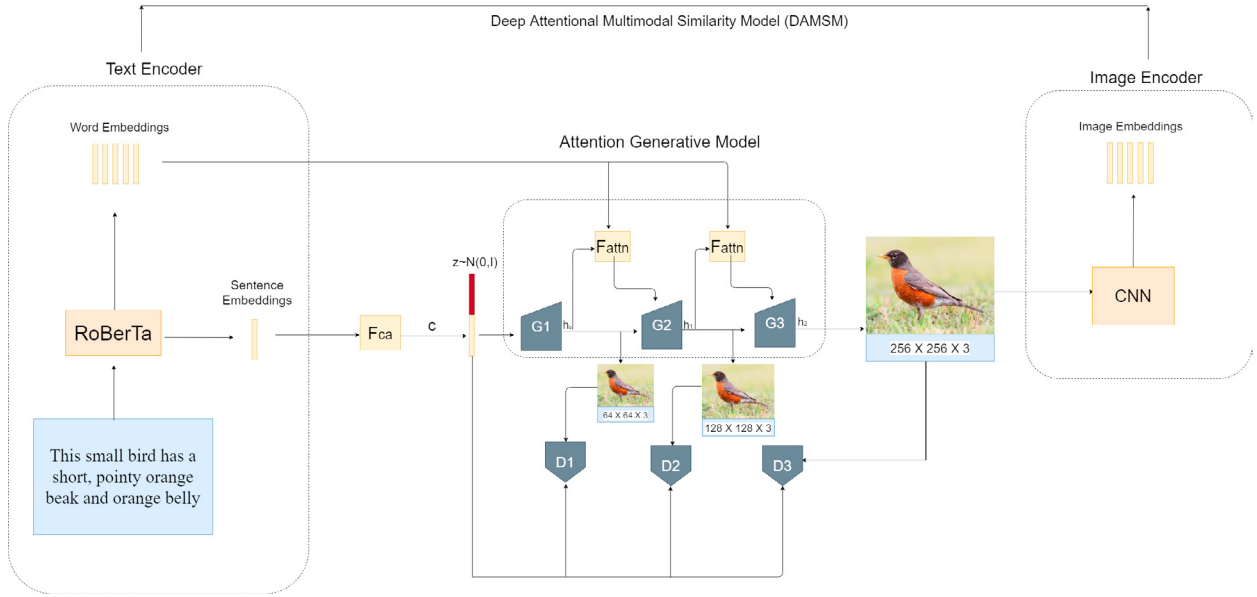 Deep Attentional Multimodal Similarity Model (DAMSM)
Text Encoder
Image Encoder
Word Embeddings
Image Embeddings
Attention Generative Model
Fattn
Fattn
z~N(0,I)
Sentence
Embeddings
RoBerTa
Fca
C
G1
h₀
G2
h₁
G3
h₂
CNN
256 X 256 X 3
64 X 64 X 3
128 X 128 X 3
This small bird has a
short, pointy orange
beak and orange belly
D1
D2
D3